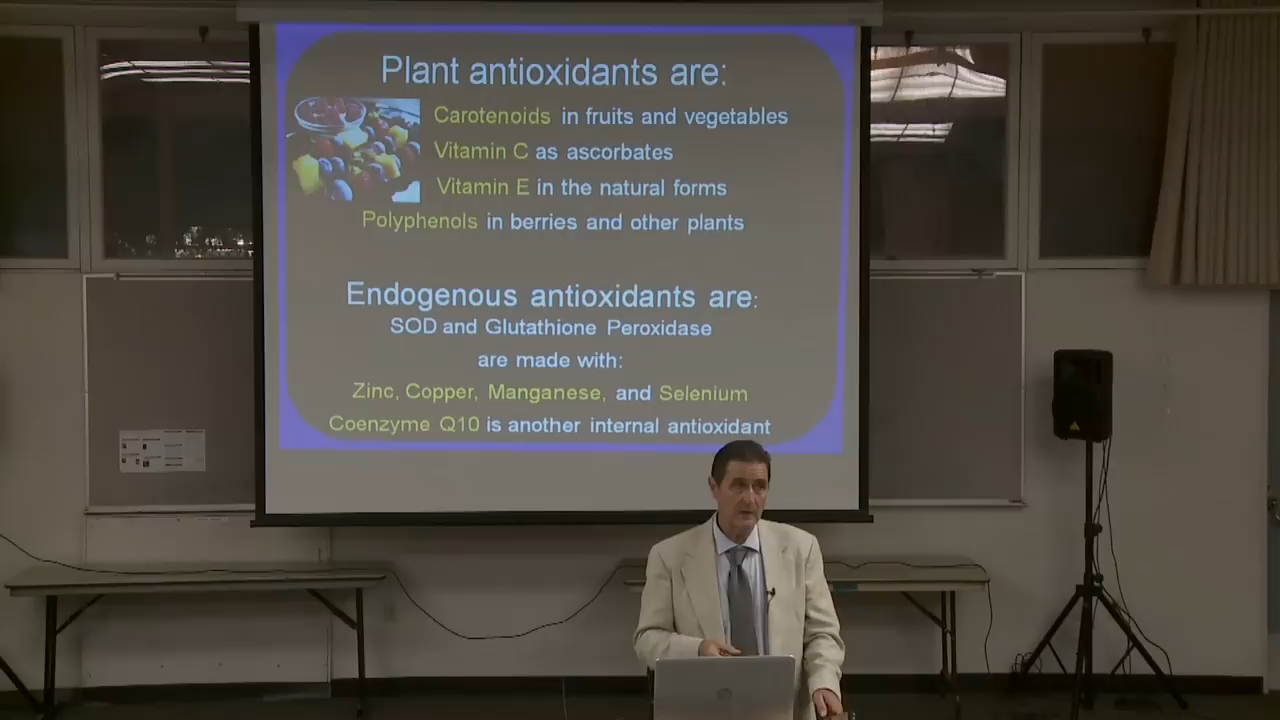 Plant antioxidants are:
Carotenoids in fruits and vegetables
Vitamin C as ascorbates
Vitamin E in the natural forms
Polyphenols in berries and other plants
Endogenous antioxidants are:
SOD and Glutathione Peroxidase
are made with:
Zinc, Copper, Manganese, and Selenium
Coenzyme Q10 is another internal antioxidant